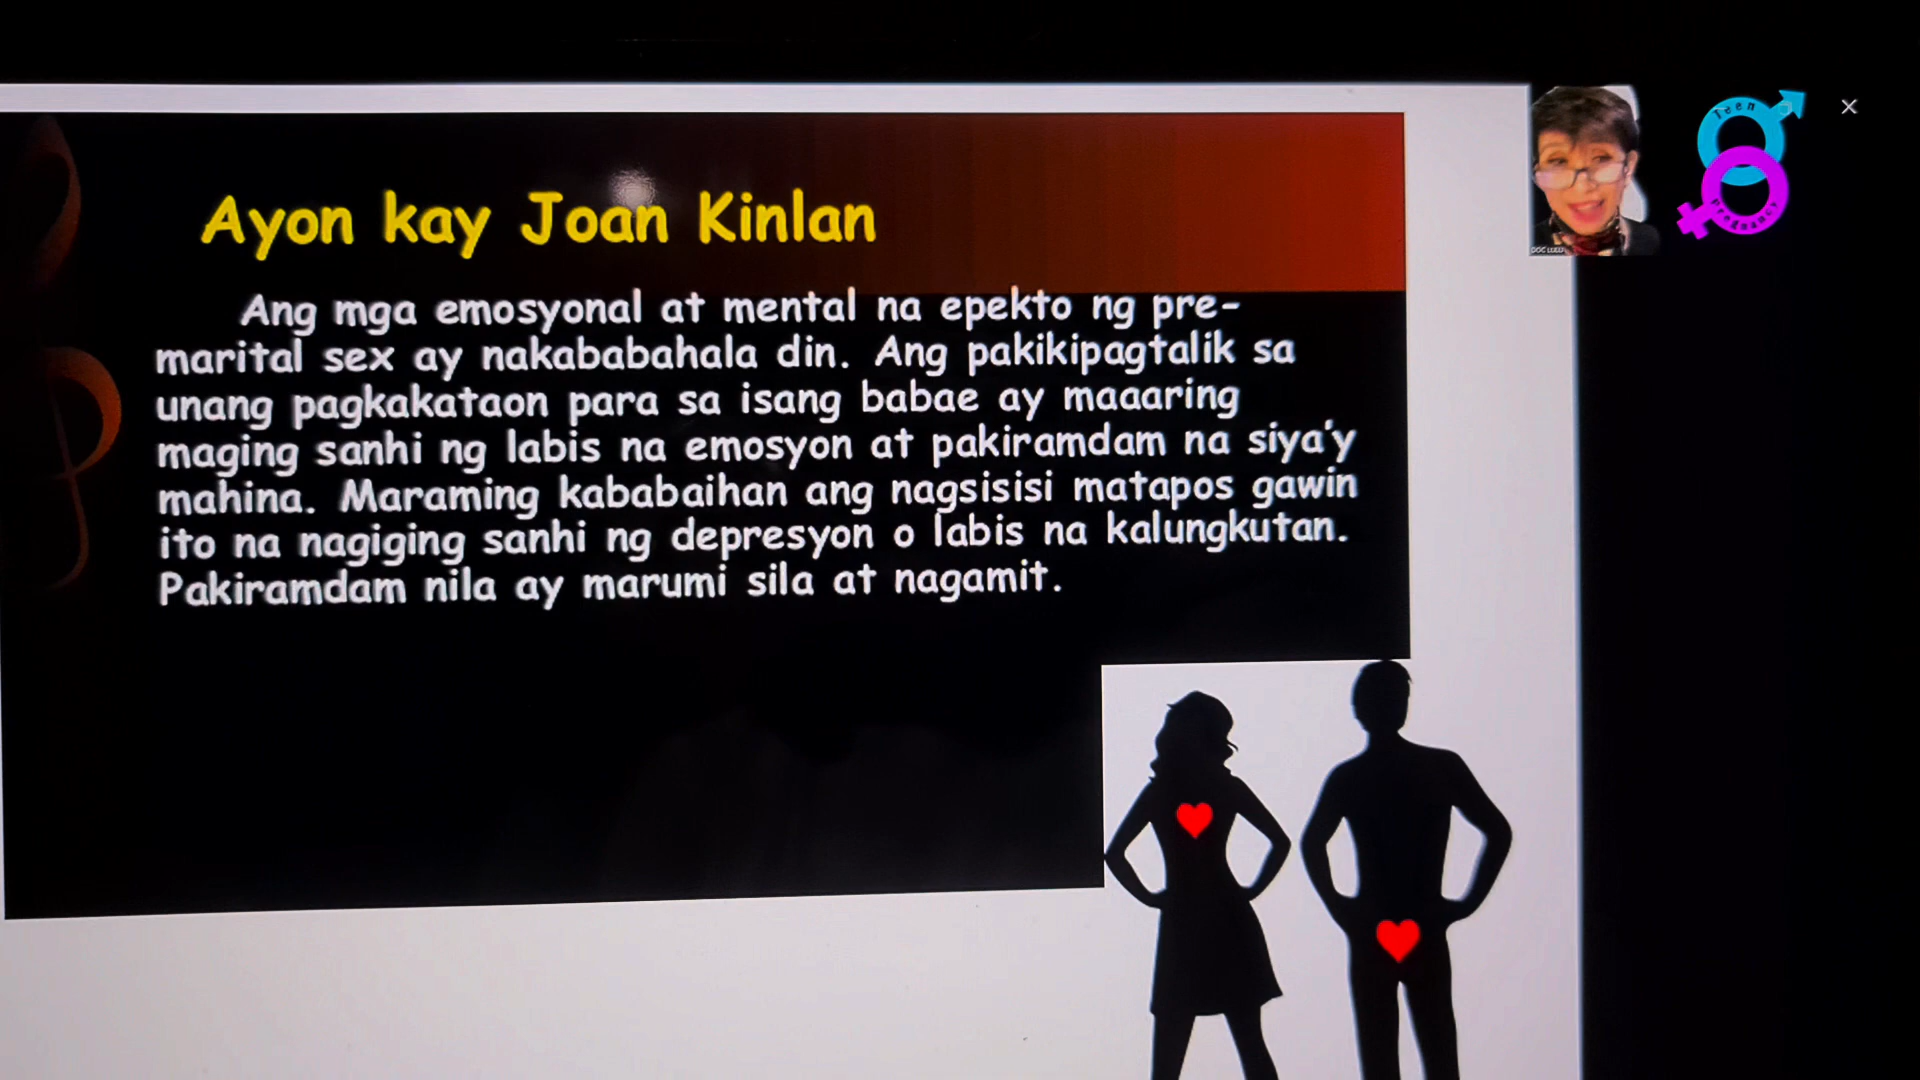 Ayon kay Joan Kinlan
Ang mga emosyonal at mental na epekto ng pre-
marital sex ay nakababahala din. Ang pakikipagtalik sa
unang pagkakataon para sa isang babae ay maaaring
maging sanhi ng labis na emosyon at pakiramdam na siya'y
mahina. Maraming kababaihan ang nagsisisi matapos gawin
ito na nagiging sanhi ng depresyon o labis na kalungkutan.
Pakiramdam nila ay marumi sila at nagamit.
Teen
Pregnancy